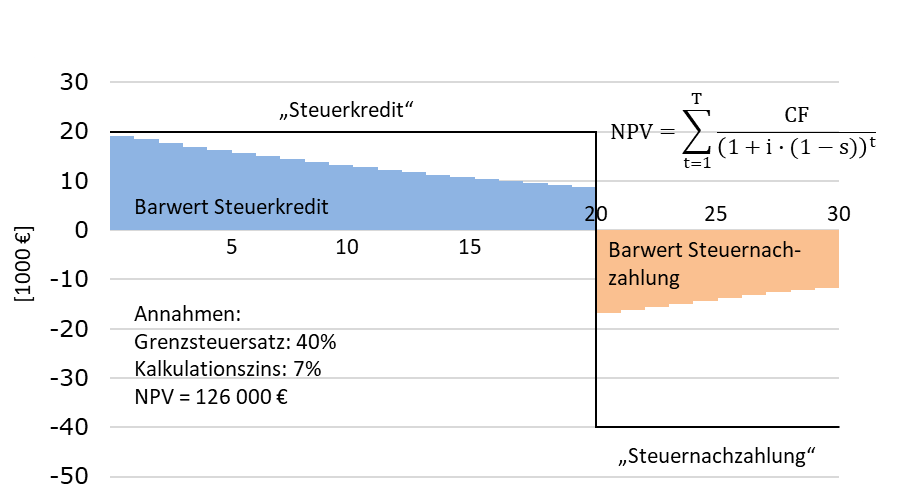 30
„Steuerkredit“
NPV = T ∑ t=1 CF / (1 + i · (1 − s))^t
20
10
Barwert Steuerkredit
20
25
30
0
5
10
15
Barwert Steuernach-
zahlung
[1000 €]
-10
Annahmen:
-20
Grenzsteuersatz: 40%
Kalkulationszins: 7%
-30
NPV = 126 000 €
-40
„Steuernachzahlung“
-50